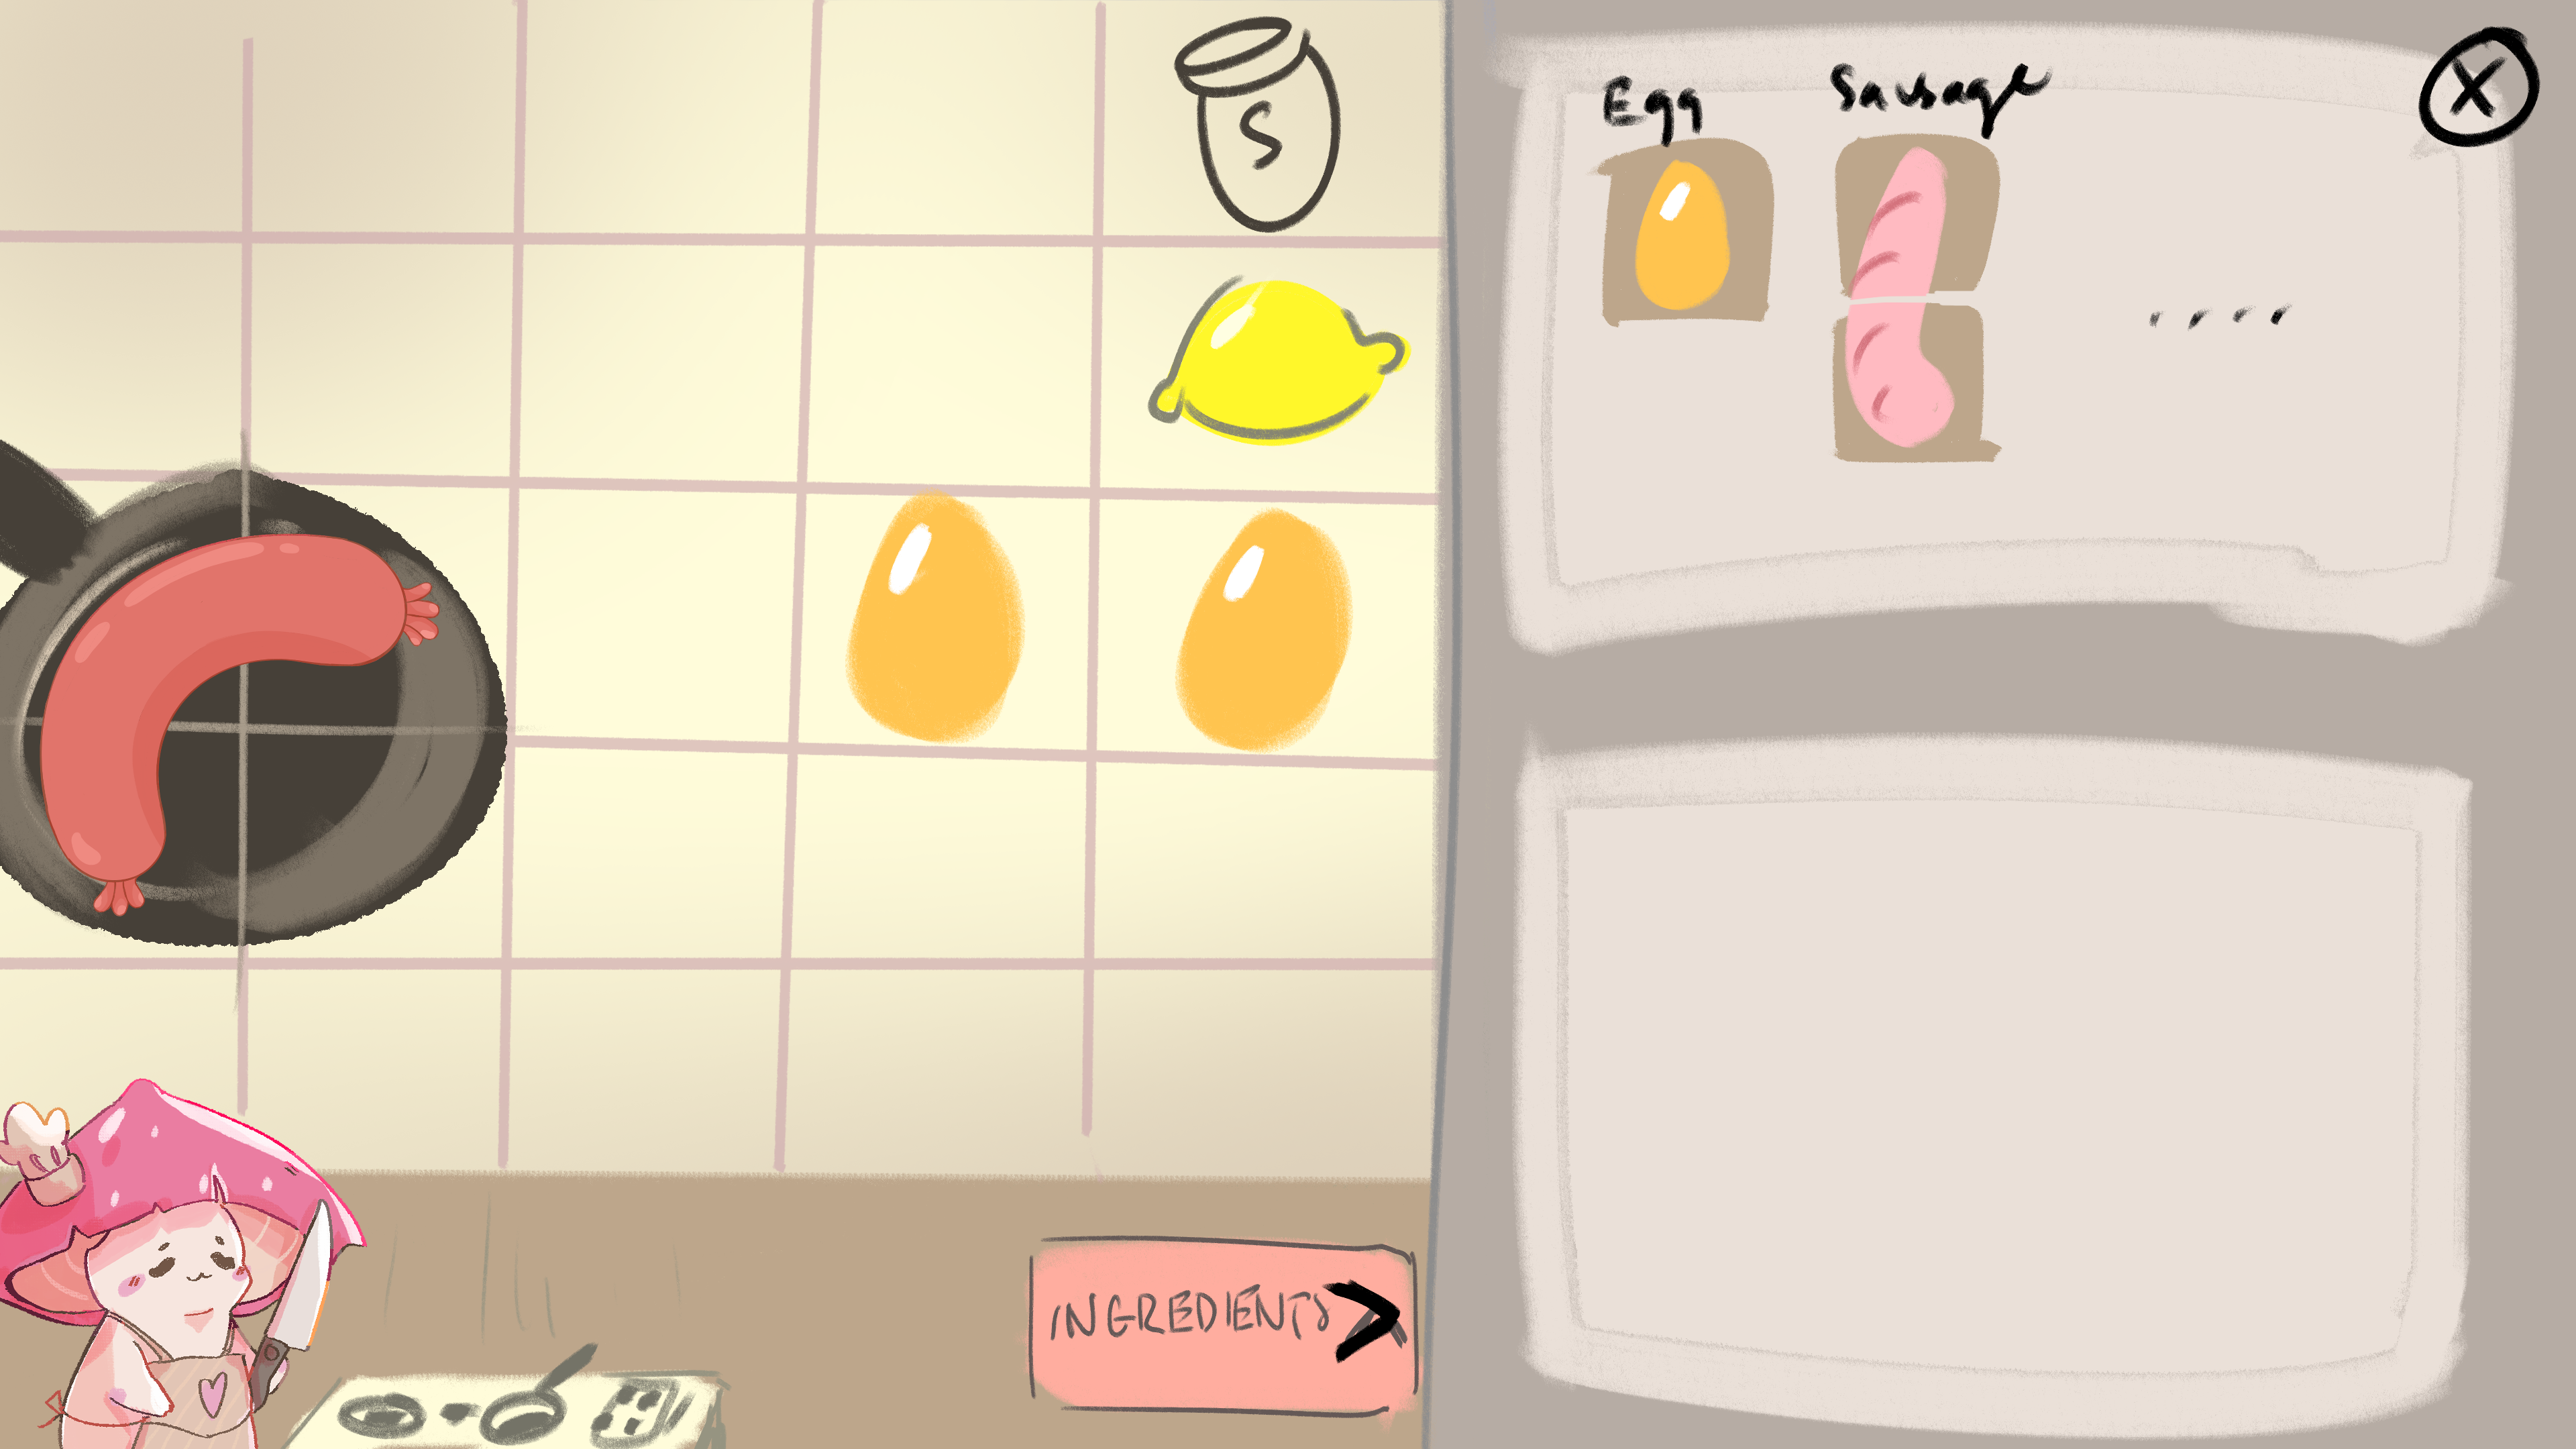 S
Egg
Sausage
X
....
INGREDIENTS >